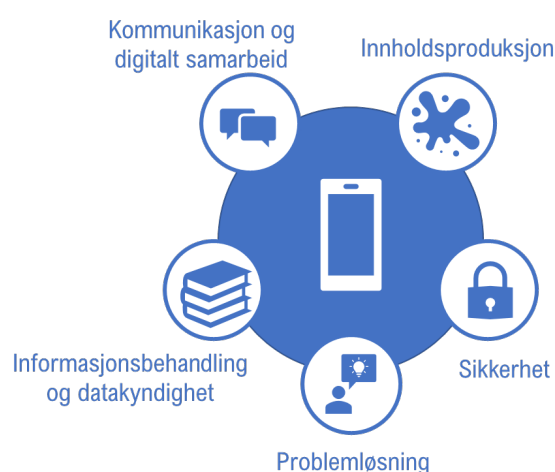 Kommunikasjon og
digitalt samarbeid
Innholdsproduksjon
Informasjonsbehandling
og datakyndighet
Sikkerhet
Problemløsning